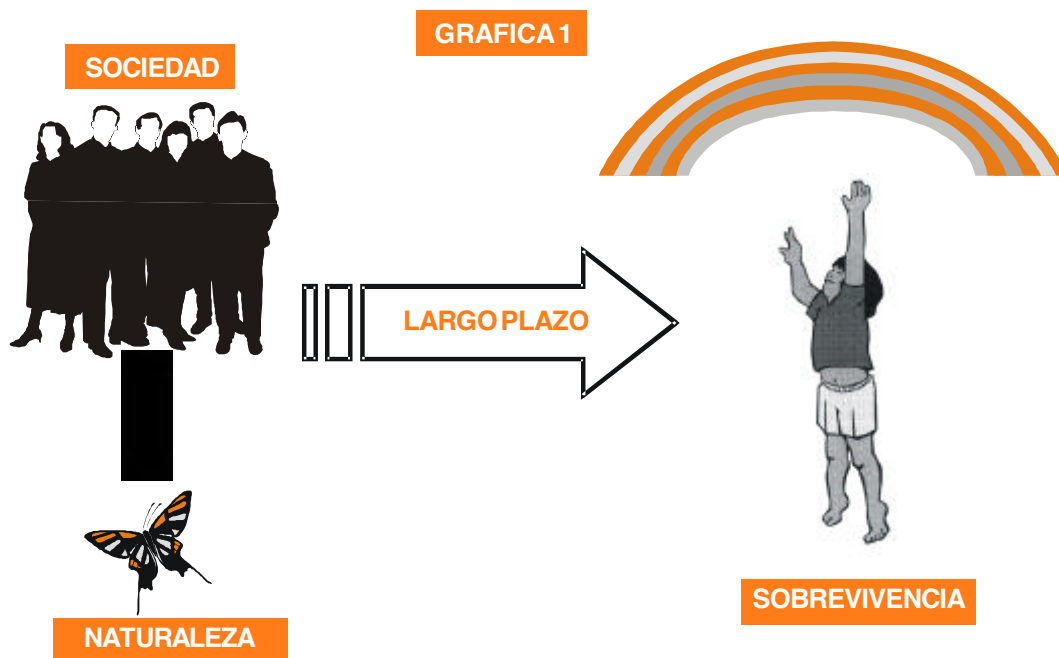 GRAFICA 1
SOCIEDAD
LARGO PLAZO
SOBREVIVENCIA
NATURALEZA